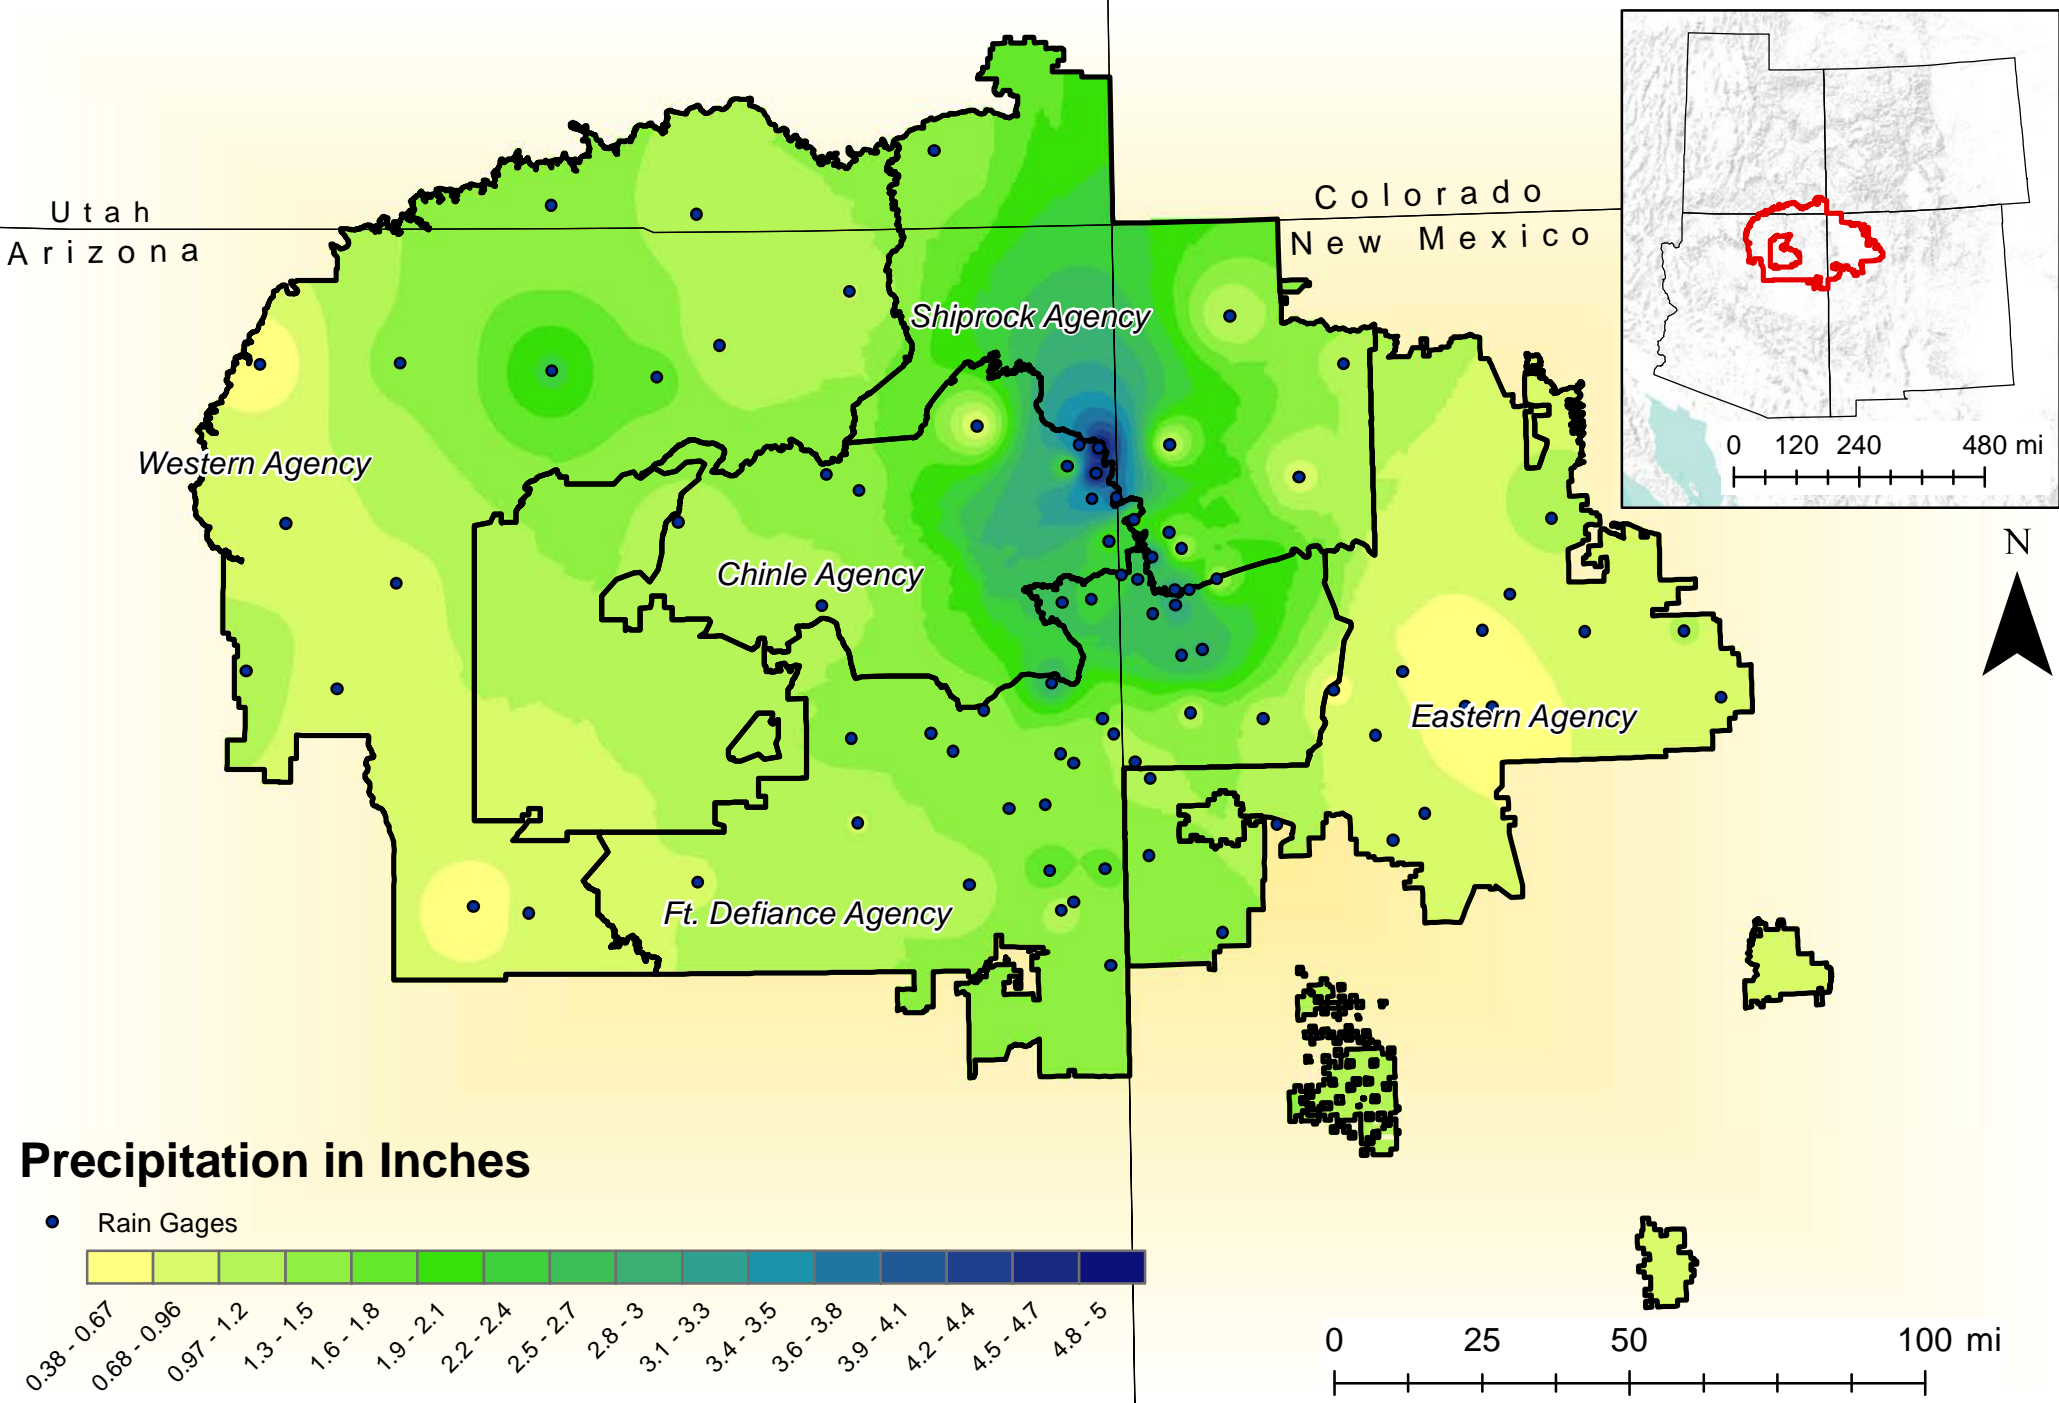 Utah
Arizona
Colorado
New Mexico
0 120 240 480 mi
N
Shiprock Agency
Western Agency
Chinle Agency
Eastern Agency
Ft. Defiance Agency
Precipitation in Inches
Rain Gages
0.38 - 0.67
0.68 - 0.96
0.97 - 1.2
1.3 - 1.5
1.6 - 1.8
1.9 - 2.1
2.2 - 2.4
2.5 - 2.7
2.8 - 3
3.1 - 3.3
3.4 - 3.5
3.6 - 3.8
3.9 - 4.1
4.2 - 4.4
4.5 - 4.7
4.8 - 5
0 25 50 100 mi